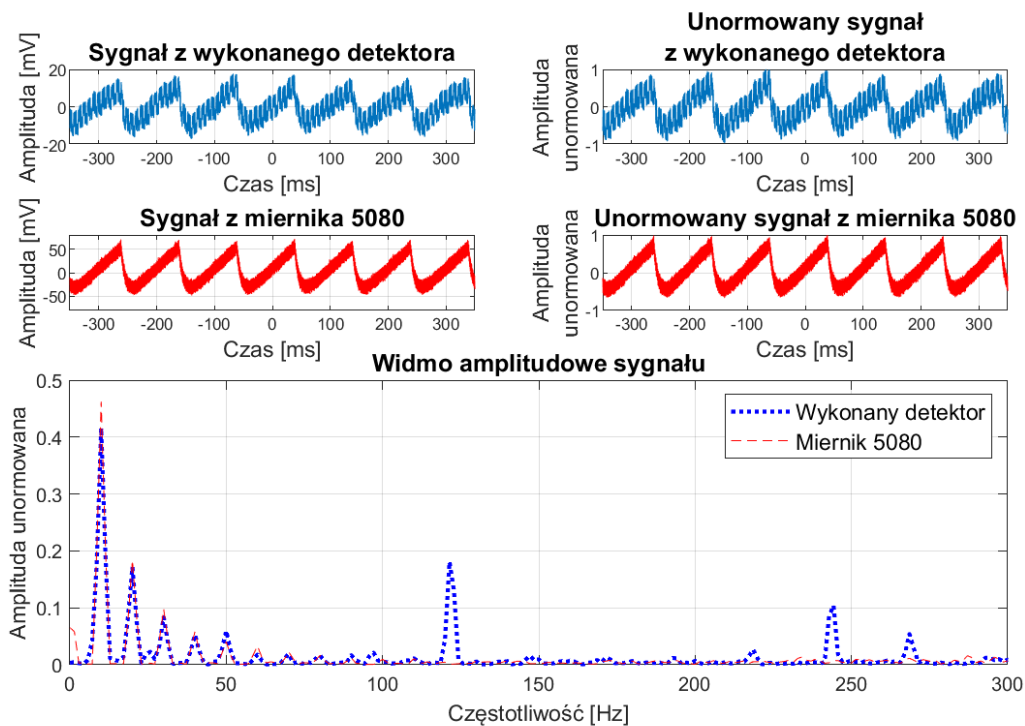 Sygnał z wykonanego detektora
Amplituda [mV]
20
0
-20
-300 -200 -100 0 100 200 300
Czas [ms]
Unormowany sygnał
z wykonanego detektora
Amplituda
unormowana
1
0
-1
-300 -200 -100 0 100 200 300
Czas [ms]
Sygnał z miernika 5080
Amplituda [mV]
50
0
-50
-300 -200 -100 0 100 200 300
Czas [ms]
Unormowany sygnał z miernika 5080
Amplituda
unormowana
1
0
-1
-300 -200 -100 0 100 200 300
Czas [ms]
Widmo amplitudowe sygnału
Amplituda unormowana
0.5
0.4
0.3
0.2
0.1
0
Wykonany detektor
Miernik 5080
0 50 100 150 200 250 300
Częstotliwość [Hz]